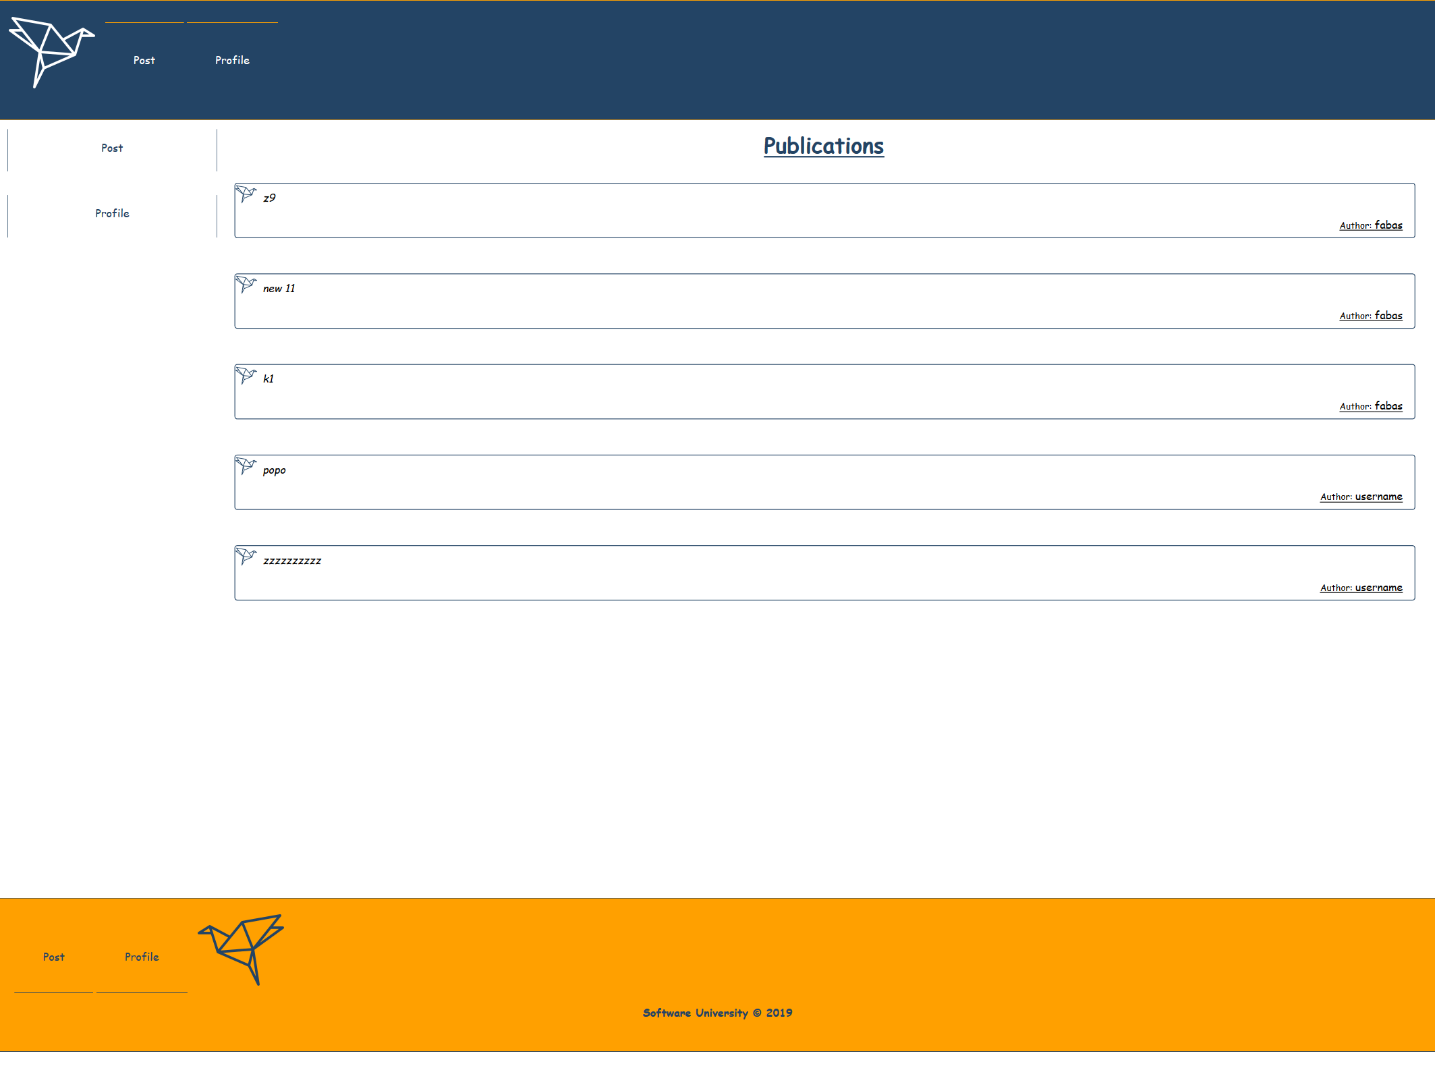 Post Profile
Post
Profile
Publications
z9
Author: fabas
new 11
Author: fabas
k1
Author: fabas
popo
Author: username
zzzzzzzzzz
Author: username
Post Profile
Software University © 2019